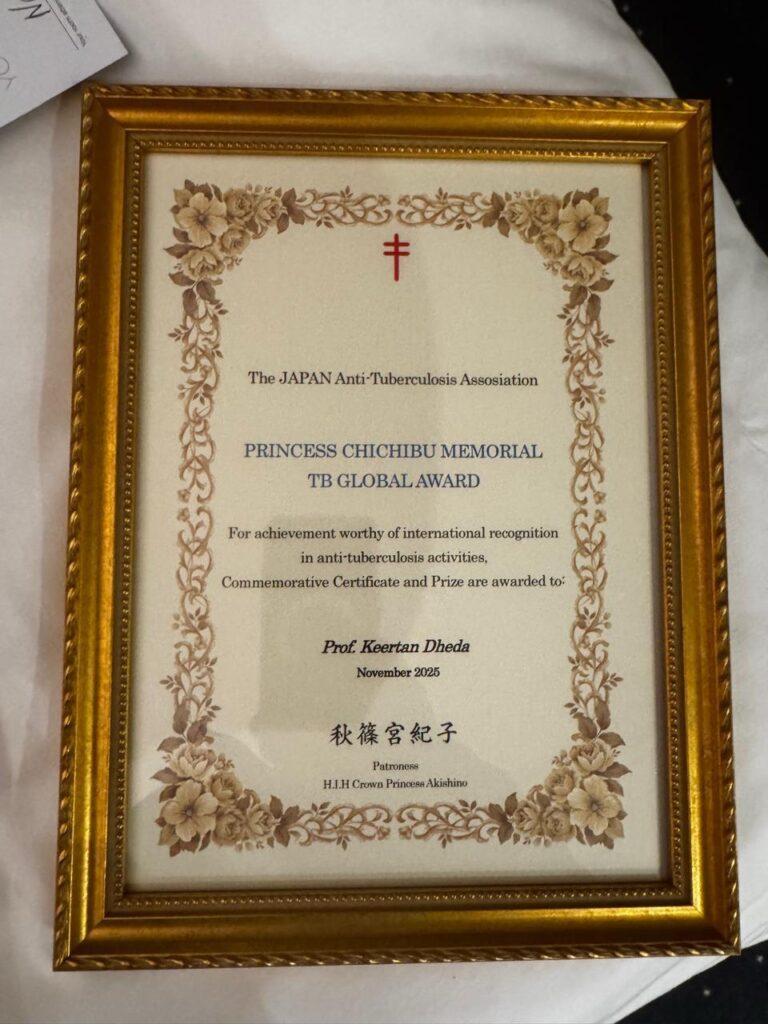 The JAPAN Anti-Tuberculosis Assosiation
PRINCESS CHICHIBU MEMORIAL
TB GLOBAL AWARD
For achievement worthy of international recognition
in anti-tuberculosis activities,
Commemorative Certificate and Prize are awarded to:
Prof. Keertan Dheda
November 2025
秋篠宮紀子
Patroness
H.I.H Crown Princess Akishino